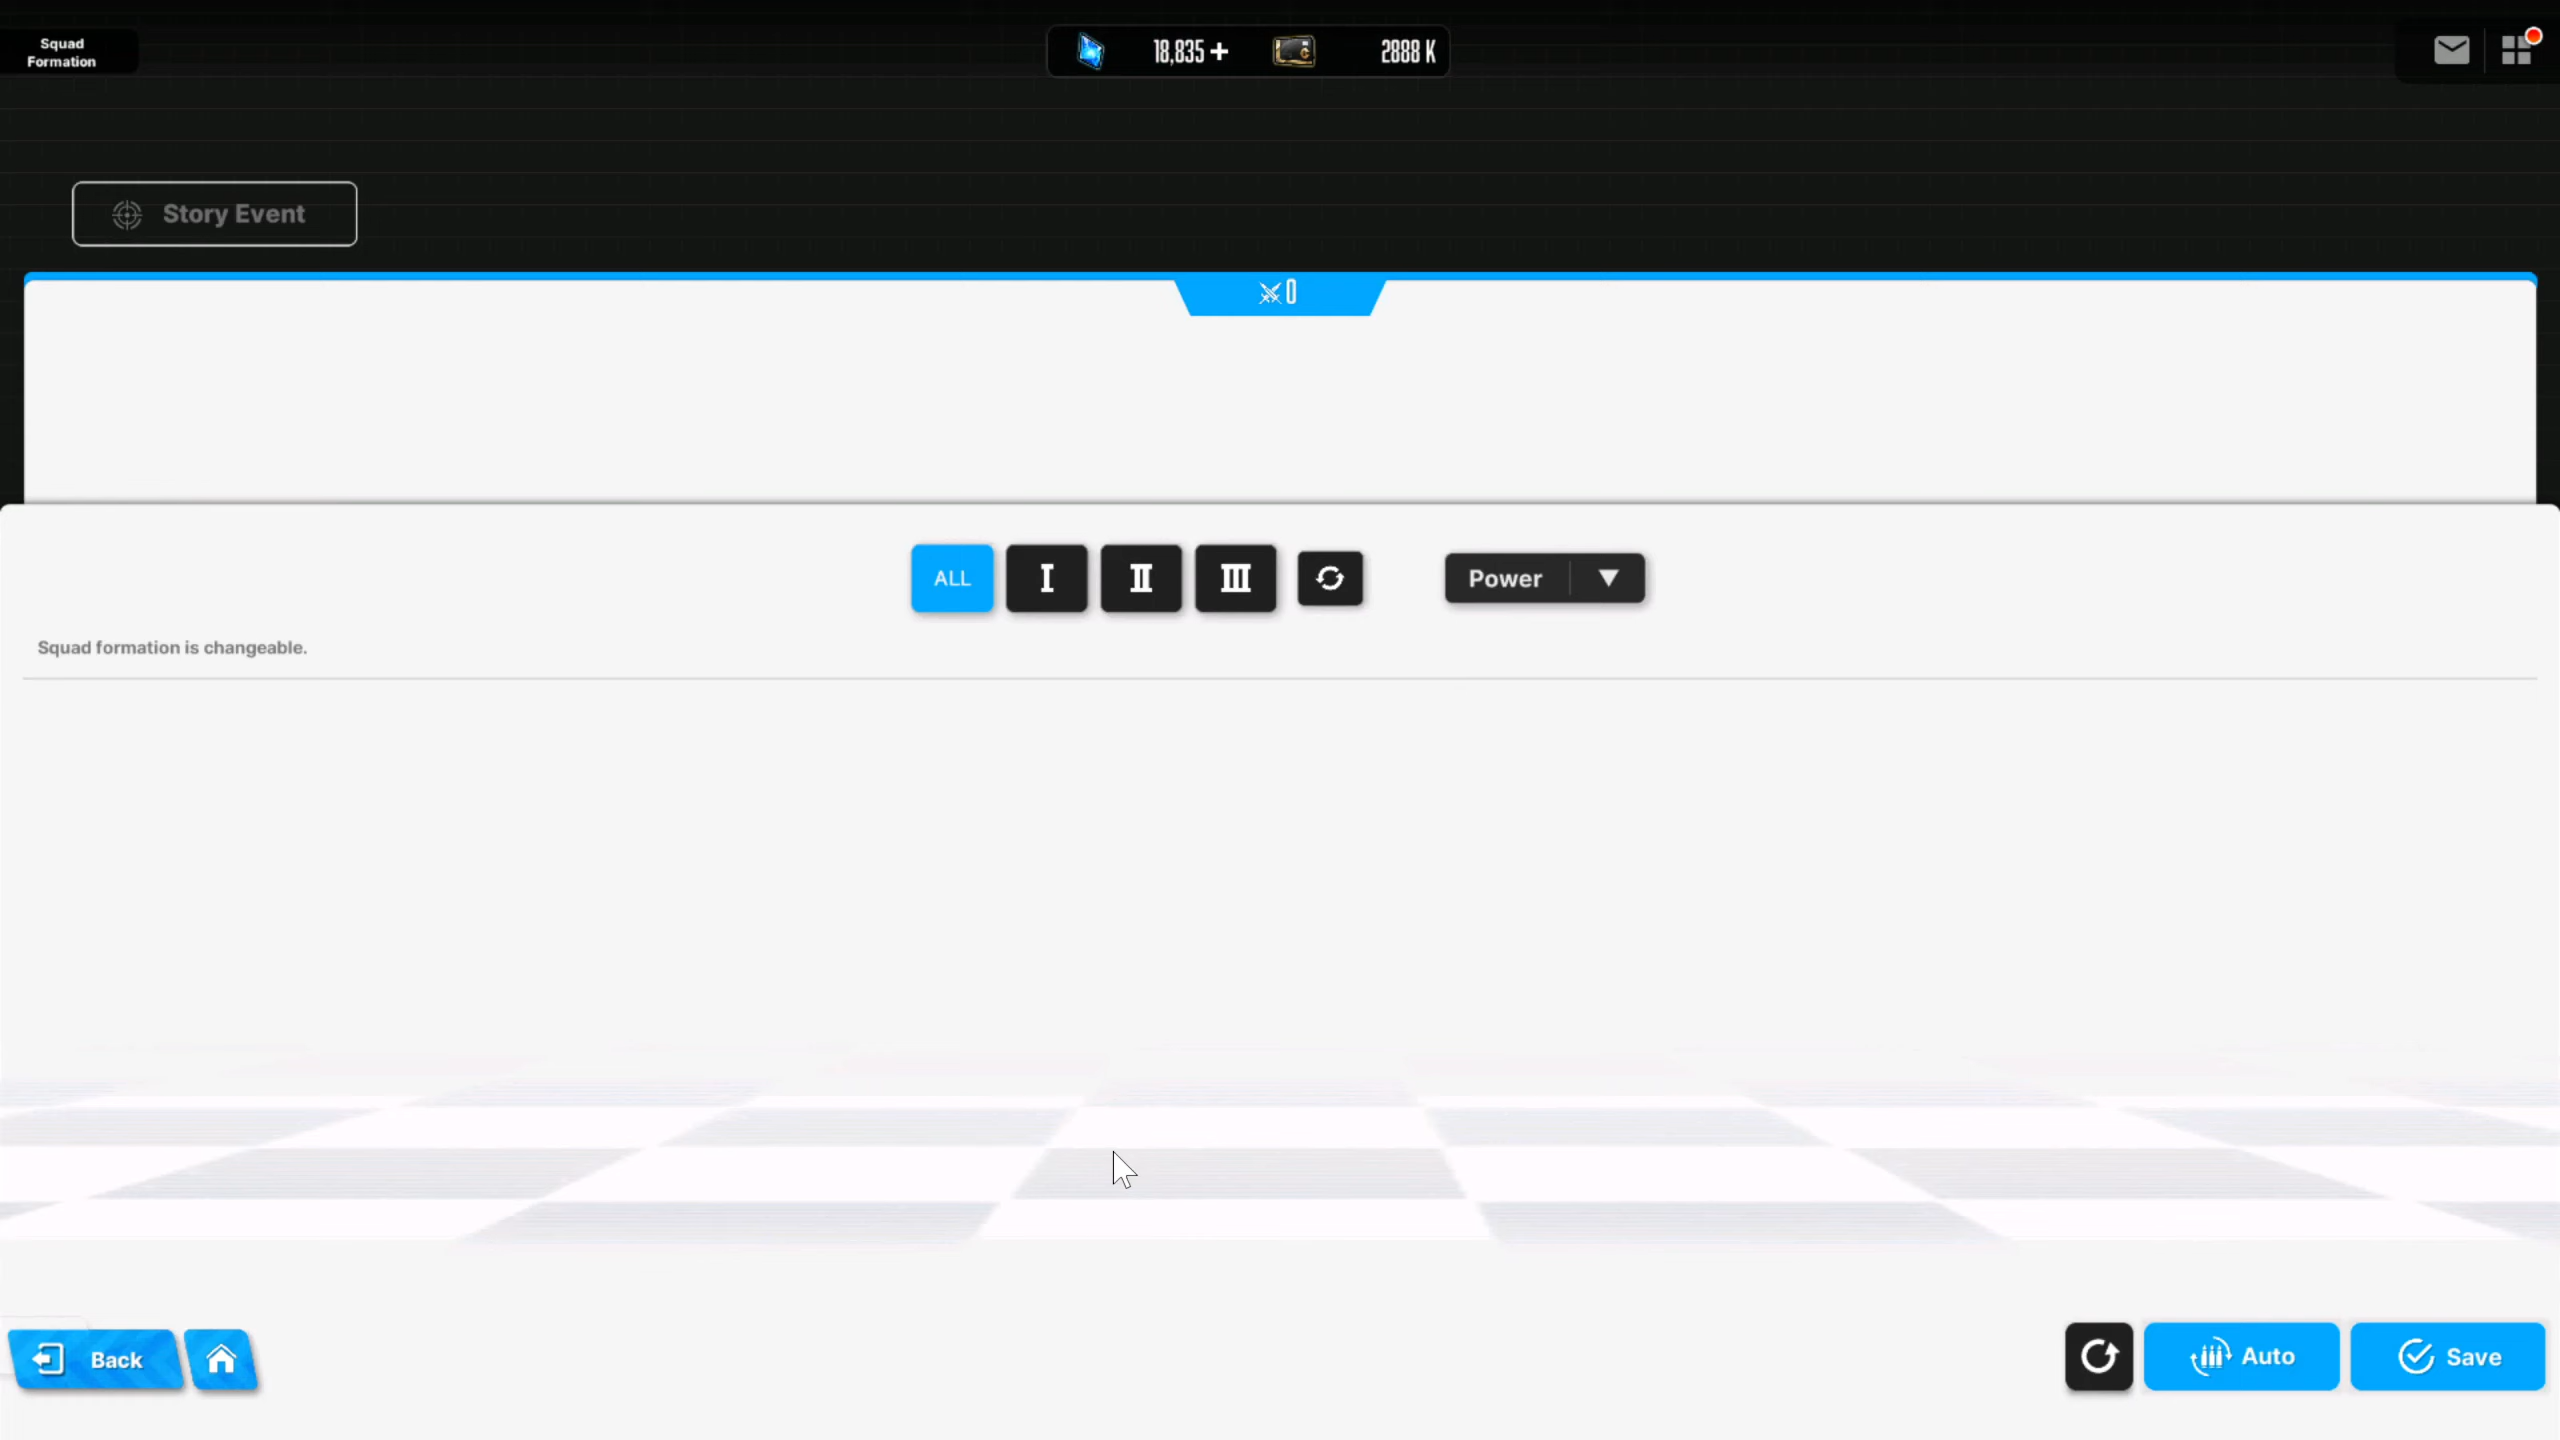 Squad
Formation
18,835 +
2888 K
Story Event
0
ALL
I
II
III
Power
Squad formation is changeable.
Back
Auto
Save